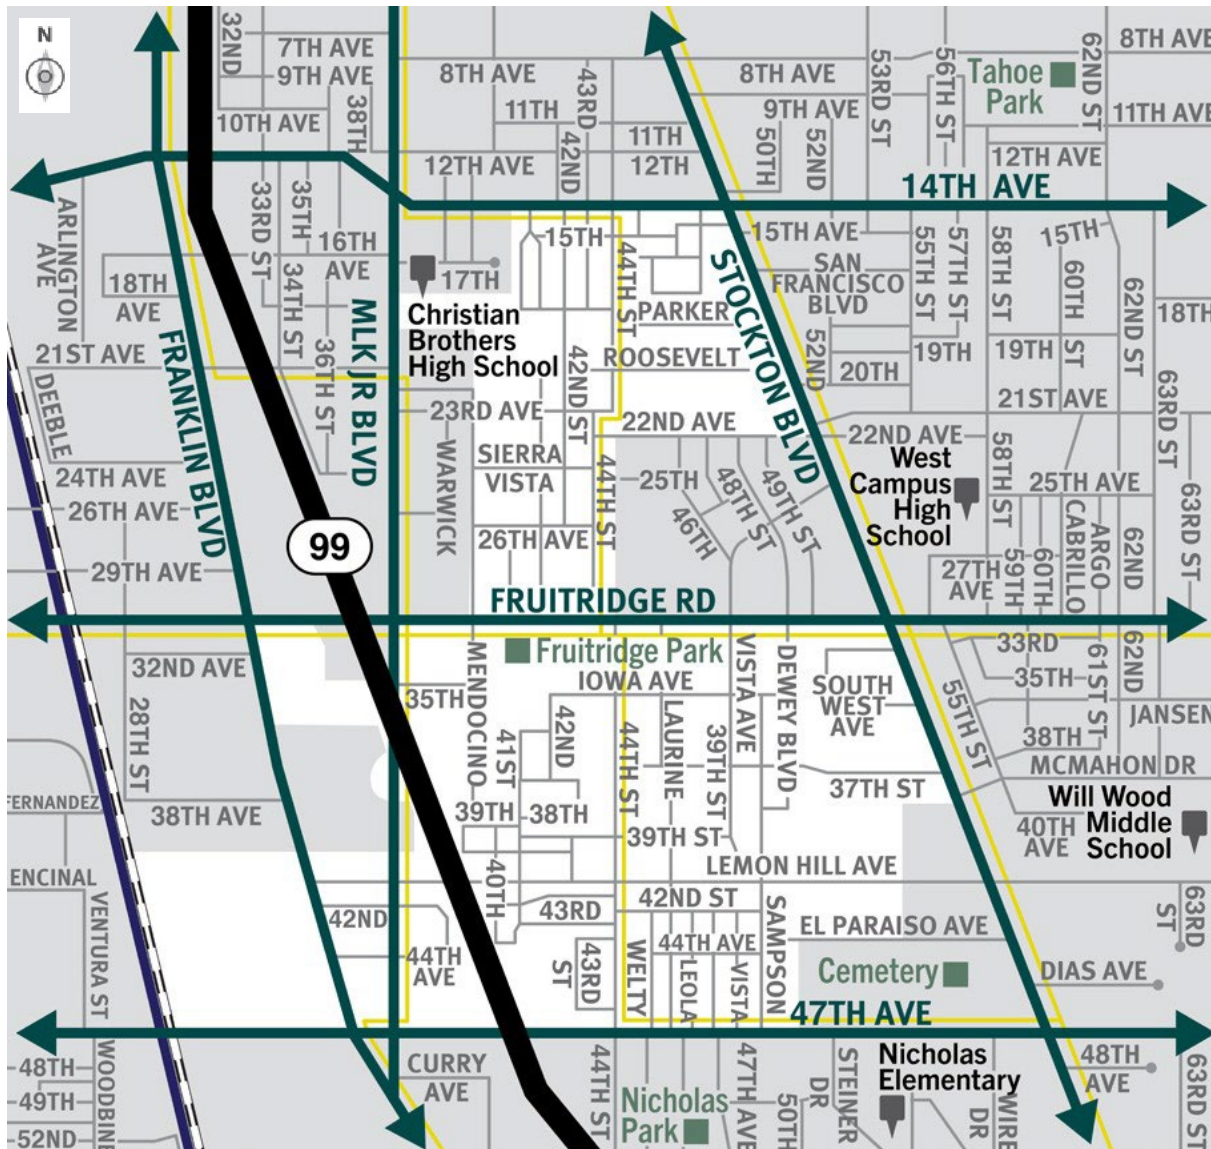 N
32ND
7TH AVE
9TH AVE
10TH AVE
38TH
8TH AVE
11TH
12TH AVE
43RD
42ND
11TH
12TH
8TH AVE
9TH AVE
50TH
52ND
53RD ST
56TH ST
Tahoe
Park
62ND ST
8TH AVE
11TH AVE
12TH AVE
14TH AVE
ARLINGTON
AVE
33RD ST
35TH
16TH
AVE
34TH ST
18TH
AVE
17TH
15TH
44TH ST
15TH AVE
SAN
FRANCISCO
BLVD
55TH ST
57TH ST
58TH ST
15TH
60TH
ST
62ND ST
18TH
Christian
Brothers
High School
PARKER
ROOSEVELT
STOCKTON BLVD
52ND
19TH
20TH
19TH
21ST AVE
FRANKLIN BLVD
36TH ST
MLK JR BLVD
42ND ST
21ST AVE
63RD ST
DEEBLE
23RD AVE
22ND AVE
22ND AVE
24TH AVE
WARWICK
SIERRA
VISTA
44TH ST
25TH
46TH
48TH ST
49TH ST
West
Campus
High
School
58TH ST
25TH AVE
63RD ST
26TH AVE
99
26TH AVE
29TH AVE
27TH
AVE
59TH
60TH
CABRILLO
ARGO
62ND
FRUITRIDGE RD
32ND AVE
MENDOCINO
Fruitridge Park
IOWA AVE
VISTA AVE
DEWEY BLVD
SOUTH
WEST
AVE
33RD
35TH
61ST ST
62ND
28TH ST
35TH
41ST
42ND
44TH ST
LAURINE
39TH ST
37TH ST
55TH ST
38TH
JANSEN
MCMAHON DR
FERNANDEZ
38TH AVE
39TH
38TH
39TH ST
Will Wood
Middle
School
40TH
AVE
ENCINAL
40TH
LEMON HILL AVE
VENTURA ST
42ND
44TH
AVE
43RD
43RD
ST
42ND ST
44TH AVE
WELTY
LEOLA
VISTA
SAMPSON
EL PARAISO AVE
63RD
ST
Cemetery
DIAS AVE
47TH AVE
48TH
49TH
52ND
WOODBINE
CURRY
AVE
44TH ST
Nicholas
Park
47TH AVE
50TH
DR
STEINER
Nicholas
Elementary
WIRE
DR
48TH
AVE
63RD ST